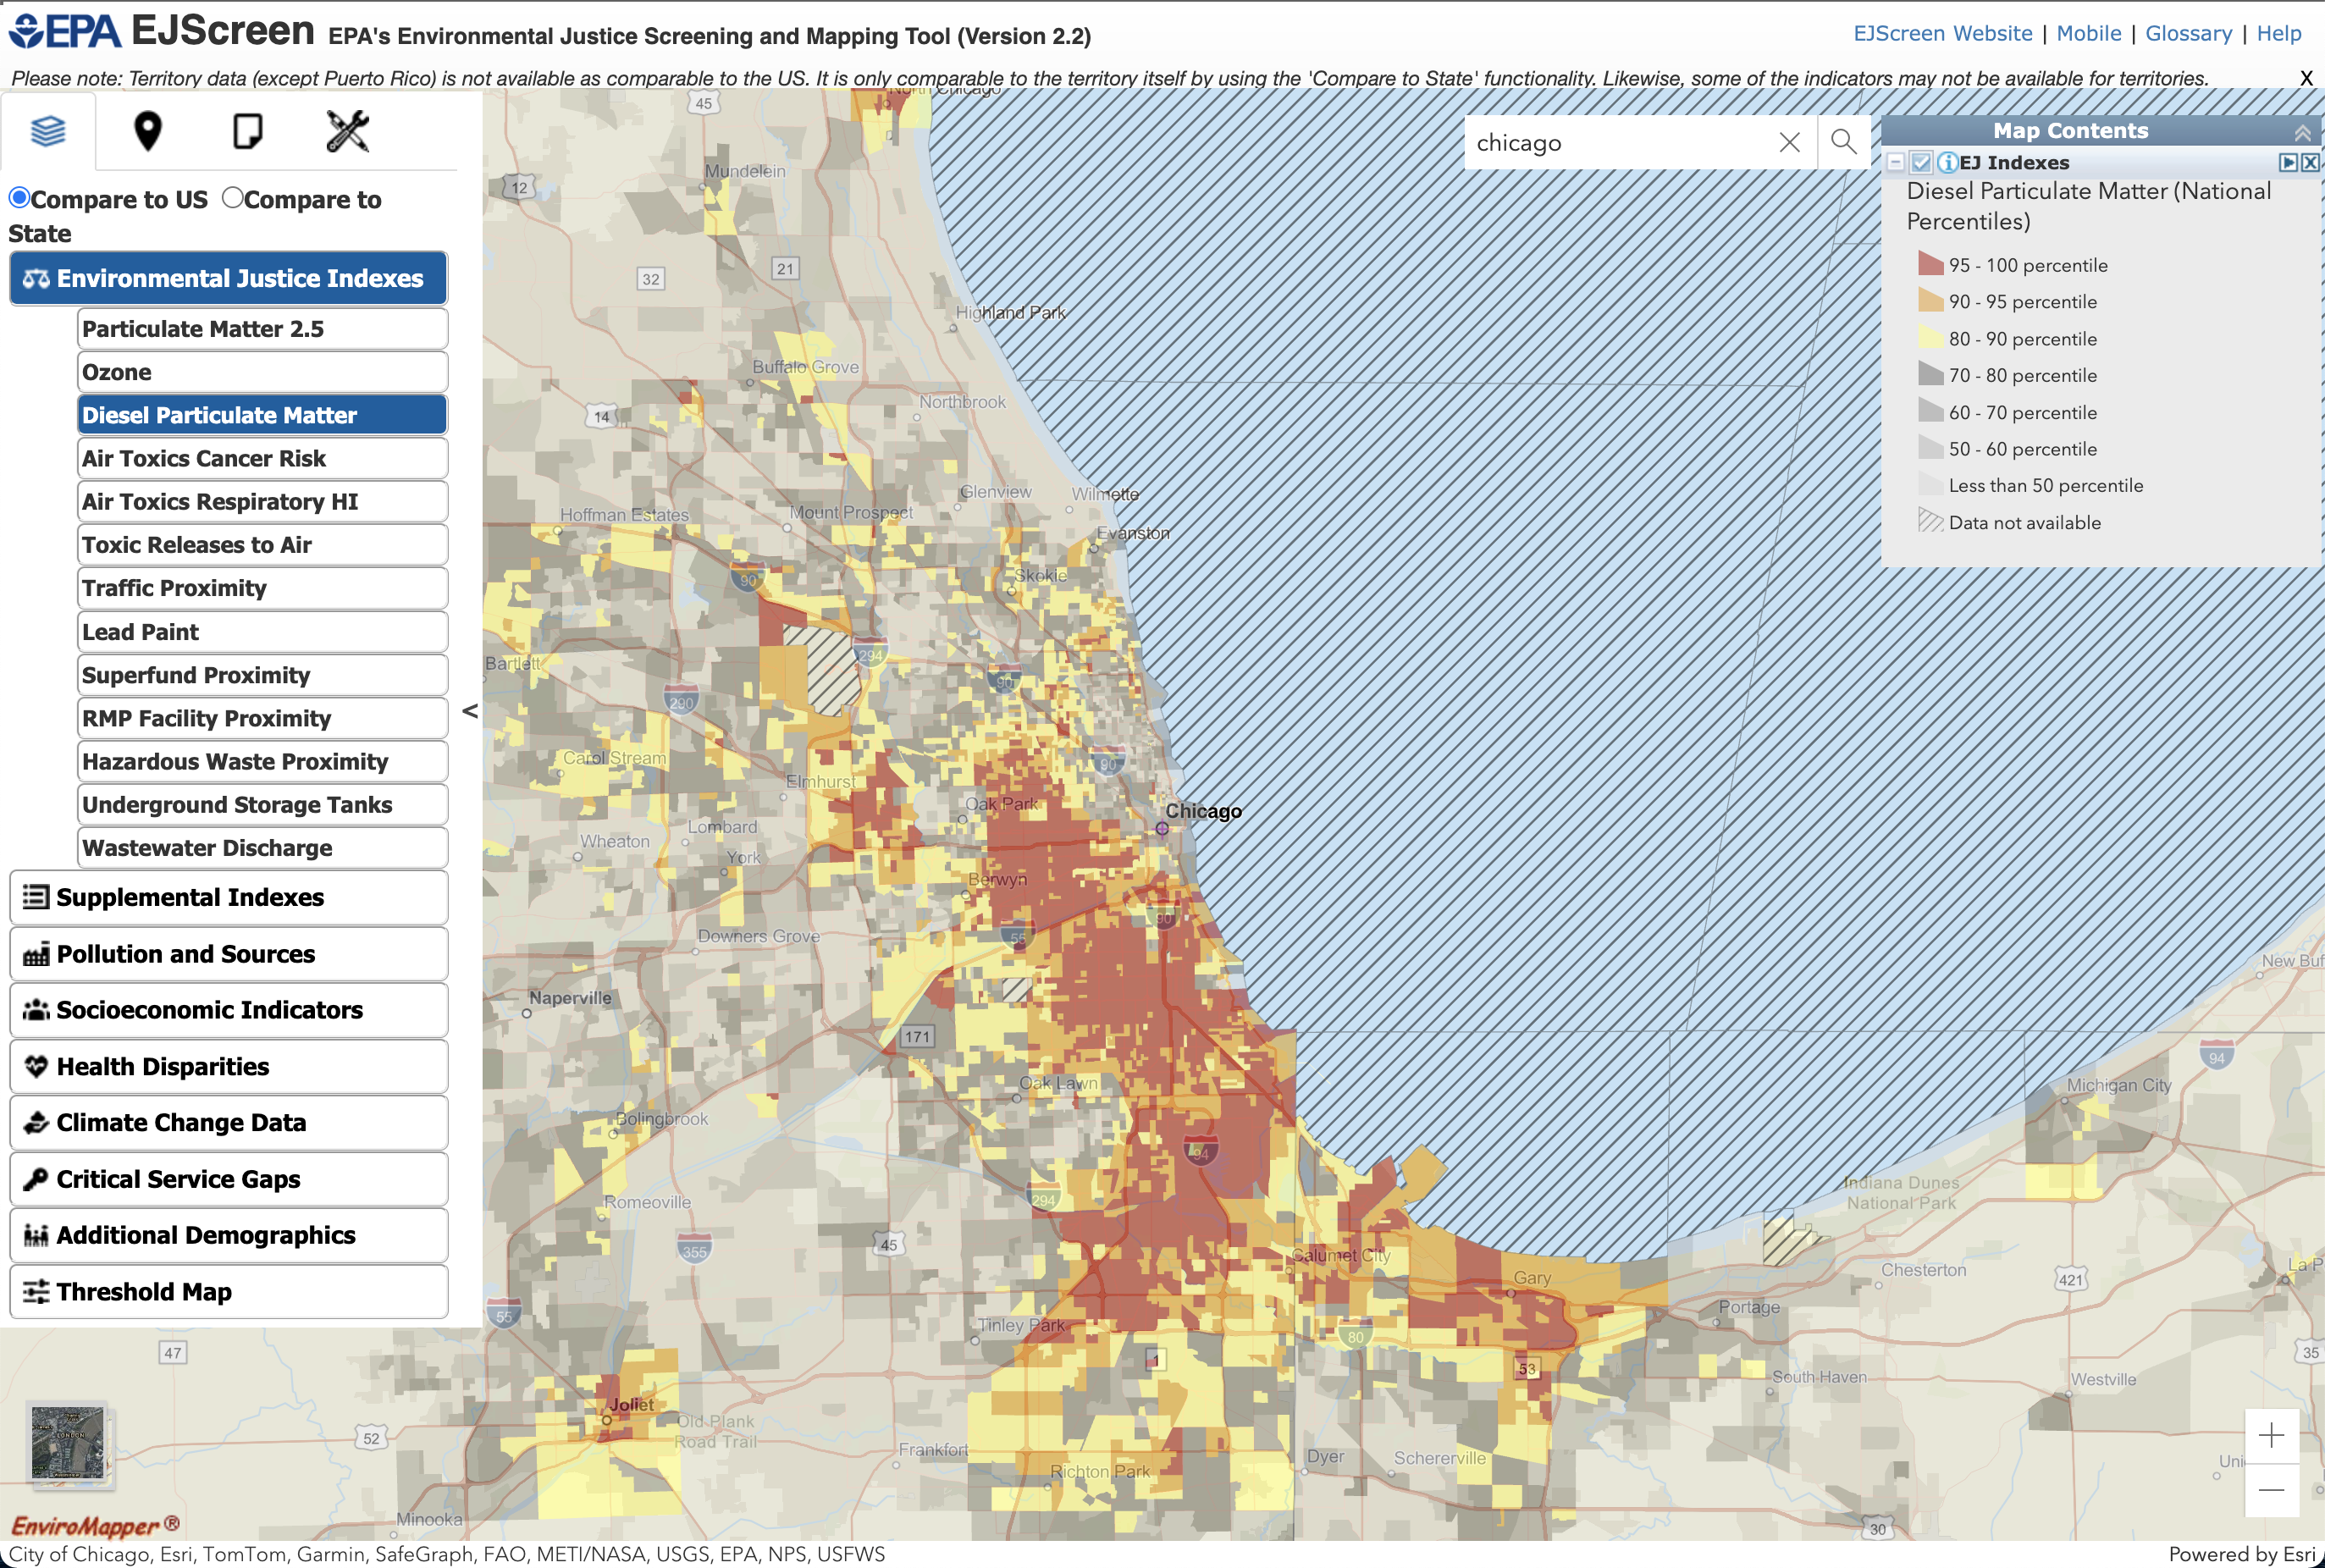 EPA EJScreen EPA's Environmental Justice Screening and Mapping Tool (Version 2.2)
EJScreen Website | Mobile | Glossary | Help
Please note: Territory data (except Puerto Rico) is not available as comparable to the US. It is only comparable to the territory itself by using the 'Compare to State' functionality. Likewise, some of the indicators may not be available for territories.
X
Compare to US Compare to
State
Environmental Justice Indexes
Particulate Matter 2.5
Ozone
Diesel Particulate Matter
Air Toxics Cancer Risk
Air Toxics Respiratory HI
Toxic Releases to Air
Traffic Proximity
Lead Paint
Superfund Proximity
RMP Facility Proximity
Hazardous Waste Proximity
Underground Storage Tanks
Wastewater Discharge
Supplemental Indexes
Pollution and Sources
Socioeconomic Indicators
Health Disparities
Climate Change Data
Critical Service Gaps
Additional Demographics
Threshold Map
<
chicago
Map Contents
EJ Indexes
Diesel Particulate Matter (National
Percentiles)
95 - 100 percentile
90 - 95 percentile
80 - 90 percentile
70 - 80 percentile
60 - 70 percentile
50 - 60 percentile
Less than 50 percentile
Data not available
North Chicago
45
Mundelein
12
32
21
Highland Park
Buffalo Grove
14
Northbrook
Glenview
Wilmette
Hoffman Estates
Mount Prospect
Evanston
90
Skokie
294
Bartlett
290
90
Carol Stream
90
Elmhurst
Oak Park
Chicago
Lombard
Wheaton
York
Berwyn
90
55
Downers Grove
New Buf
Naperville
171
94
Oak Lawn
Michigan City
Bolingbrook
94
Indiana Dunes
National Park
294
Romeoville
355
45
Calumet City
Gary
Chesterton
421
La P
55
Portage
Tinley Park
80
47
1
53
35
South Haven
Westville
Joliet
Old Plank
Road Trail
52
Frankfort
Dyer
Schererville
Richton Park
Uni
LONDON
Minooka
30
EnviroMapper ®
City of Chicago, Esri, TomTom, Garmin, SafeGraph, FAO, METI/NASA, USGS, EPA, NPS, USFWS
Powered by Esri